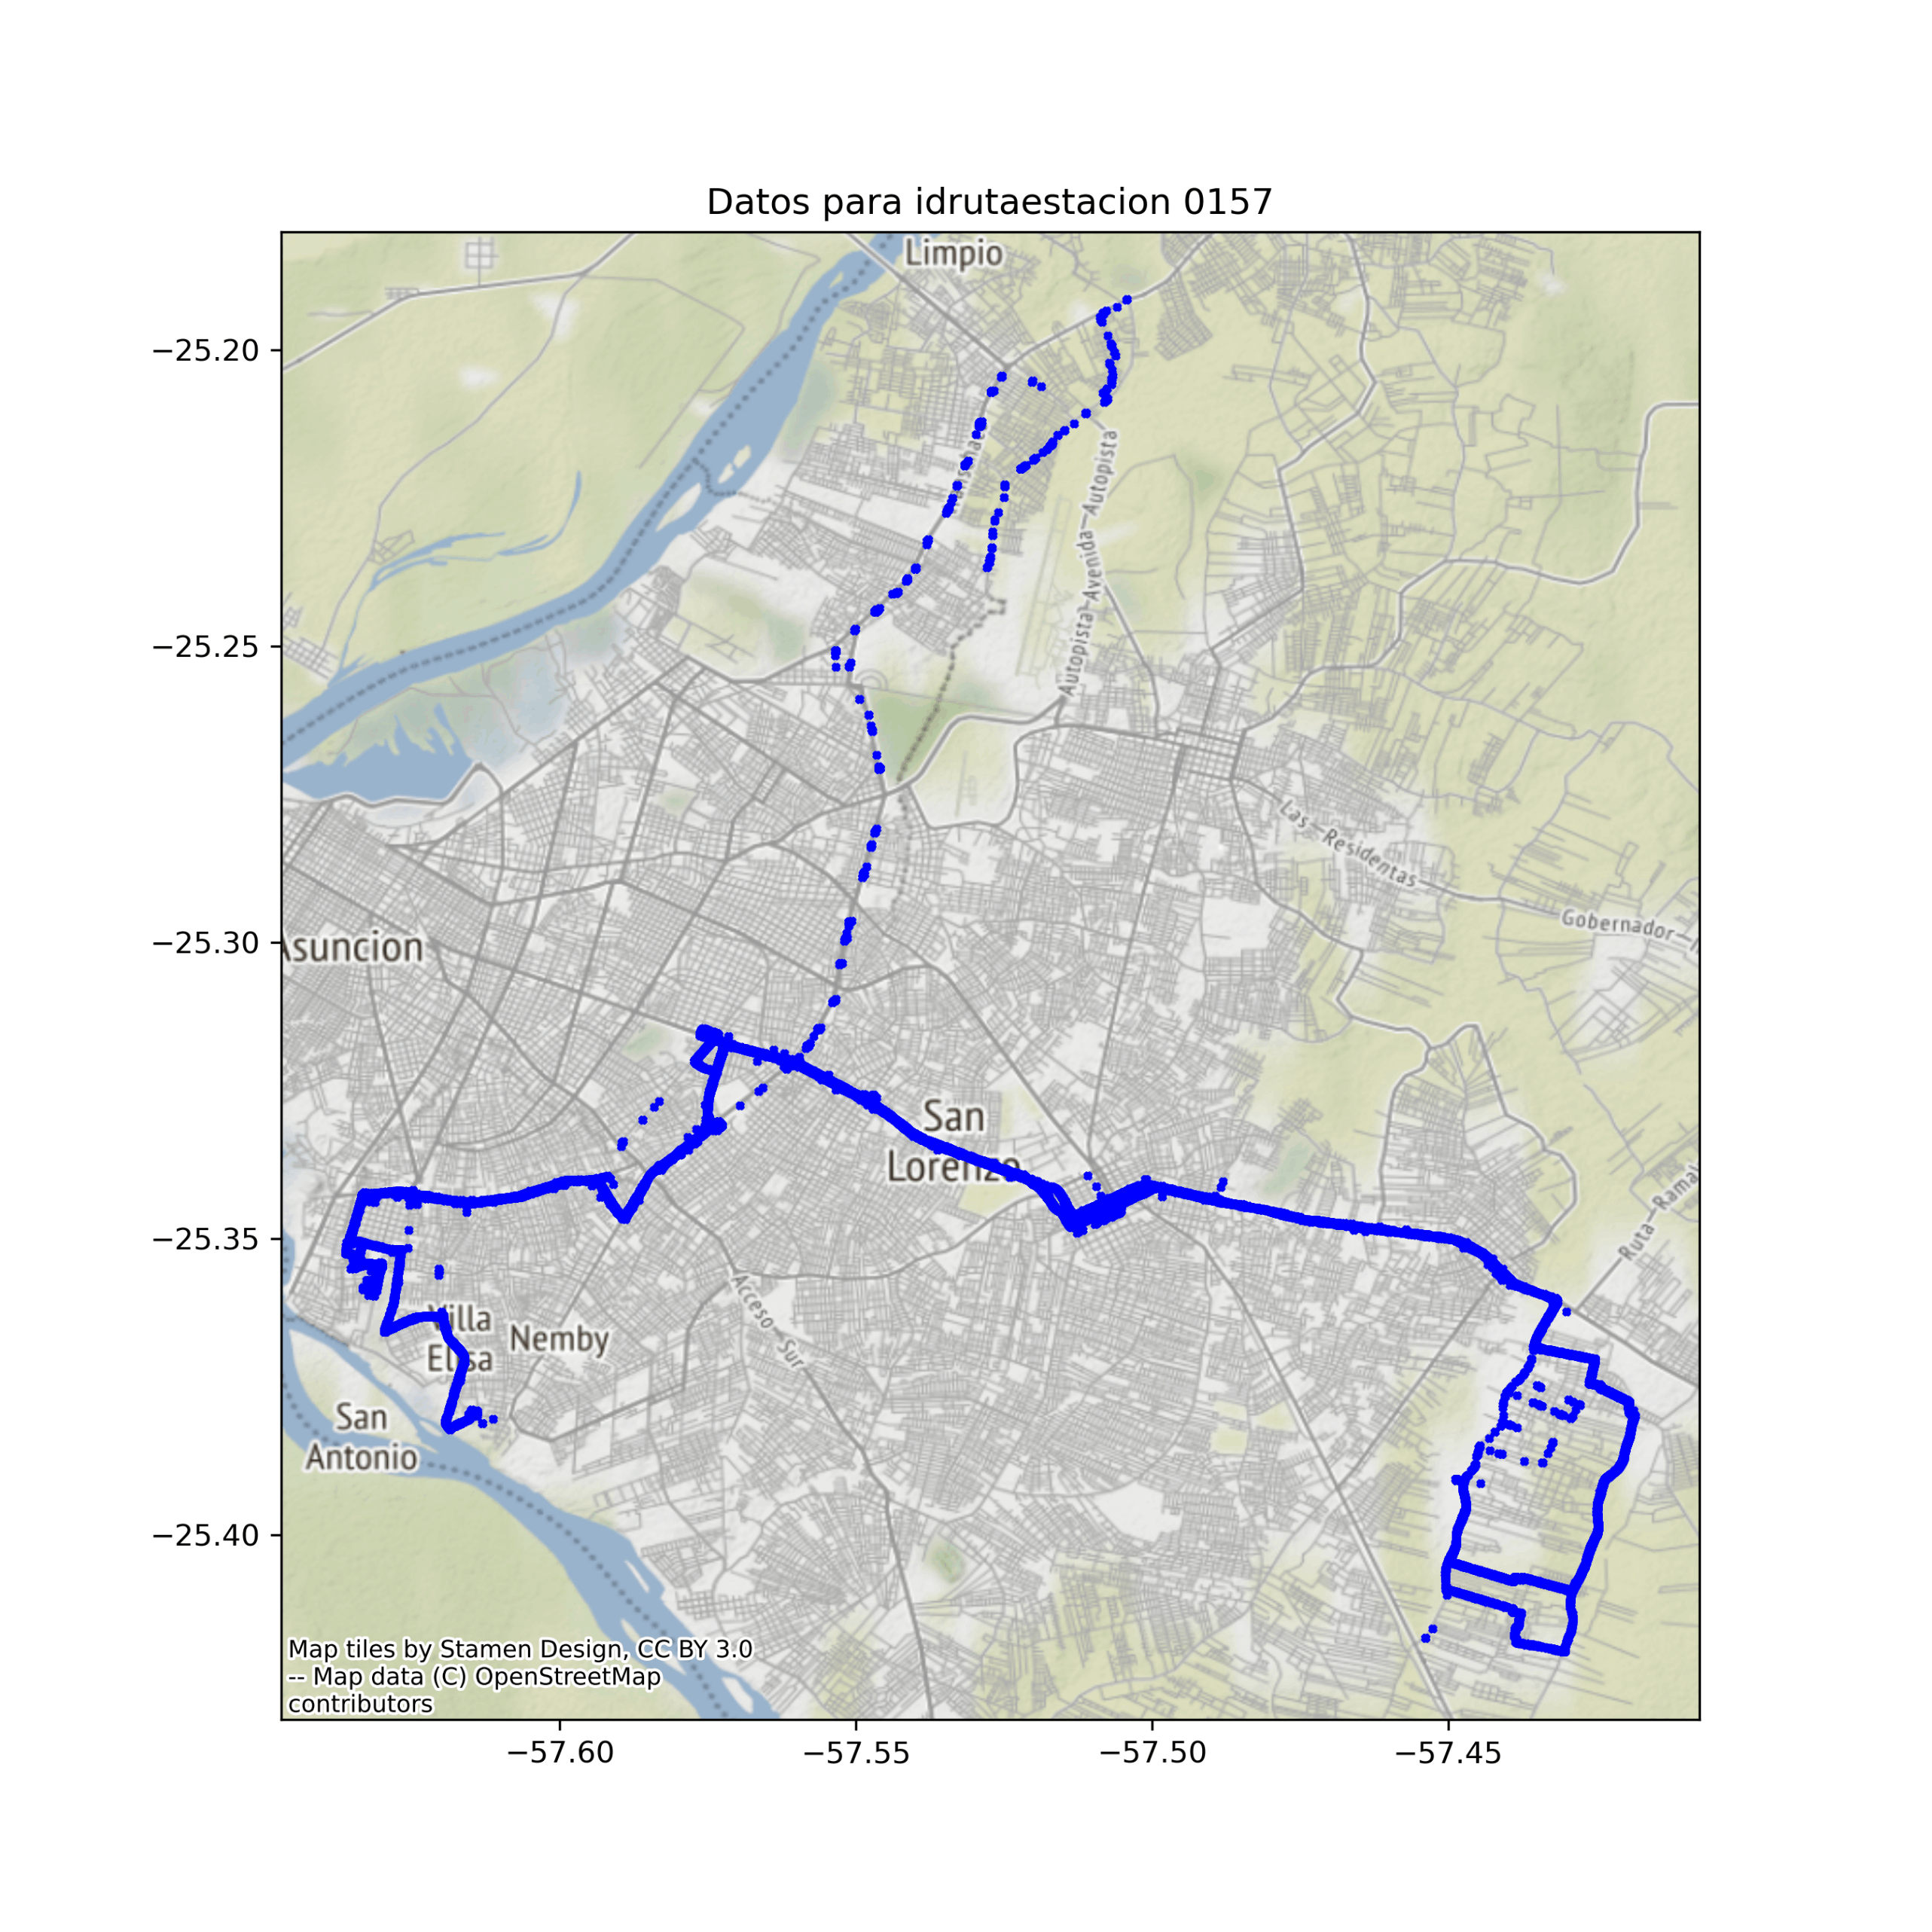 Datos para idrutaestacion 0157
Limpio
−25.20
Autopista Avenida Autopista
−25.25
Las Residentas
Gobernador
−25.30
Asuncion
San
Lorenzo
Ruta Ramal
−25.35
Acceso Sur
Villa
Elisa
Nemby
San
Antonio
−25.40
Map tiles by Stamen Design, CC BY 3.0
-- Map data (C) OpenStreetMap
contributors
−57.60
−57.55
−57.50
−57.45